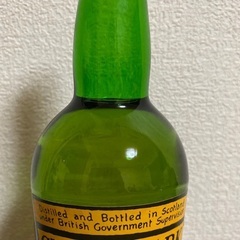 Distilled and Bottled in Scotland
under British Government Supervision